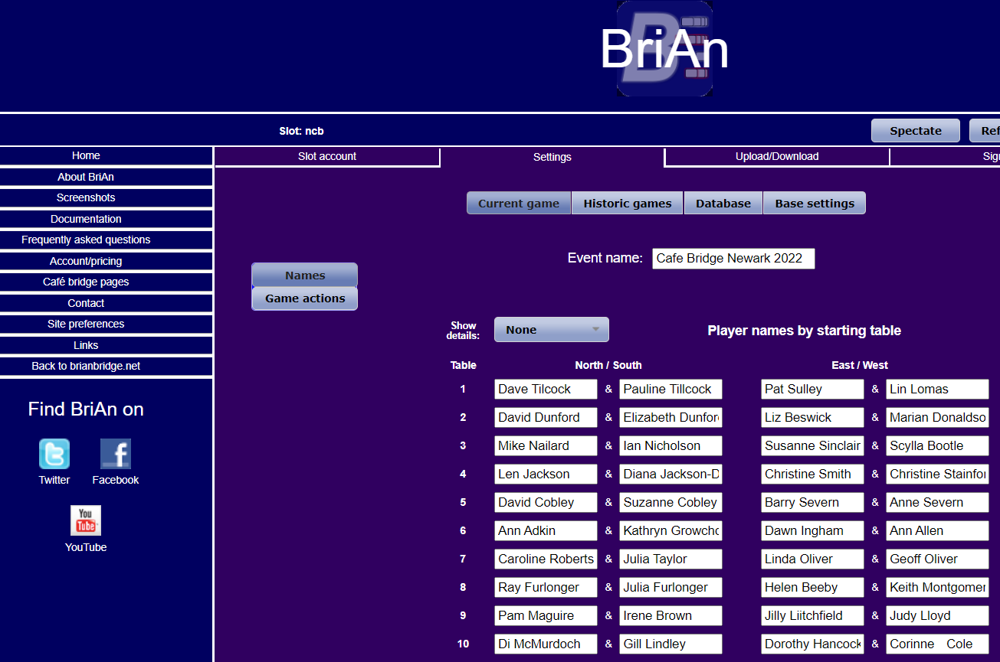 BriAn
Slot: ncb
Spectate
Ref
Home
Slot account
Settings
Upload/Download
Sign
About BriAn
Screenshots
Documentation
Frequently asked questions
Account/pricing
Café bridge pages
Contact
Site preferences
Links
Back to brianbridge.net
Find BriAn on
Twitter
Facebook
You
Tube
YouTube
Current game
Historic games
Database
Base settings
Event name: Cafe Bridge Newark 2022
Names
Game actions
Show
details:
None
Player names by starting table
Table North / South East / West
1 Dave Tilcock & Pauline Tillcock Pat Sulley & Lin Lomas
2 David Dunford & Elizabeth Dunfor Liz Beswick & Marian Donaldso
3 Mike Nailard & Ian Nicholson Susanne Sinclair & Scylla Bootle
4 Len Jackson & Diana Jackson-D Christine Smith & Christine Stainfor
5 David Cobley & Suzanne Cobley Barry Severn & Anne Severn
6 Ann Adkin & Kathryn Growcho Dawn Ingham & Ann Allen
7 Caroline Roberts & Julia Taylor Linda Oliver & Geoff Oliver
8 Ray Furlonger & Julia Furlonger Helen Beeby & Keith Montgomer
9 Pam Maguire & Irene Brown Jilly Liitchfield & Judy Lloyd
10 Di McMurdoch & Gill Lindley Dorothy Hancock & Corinne Cole